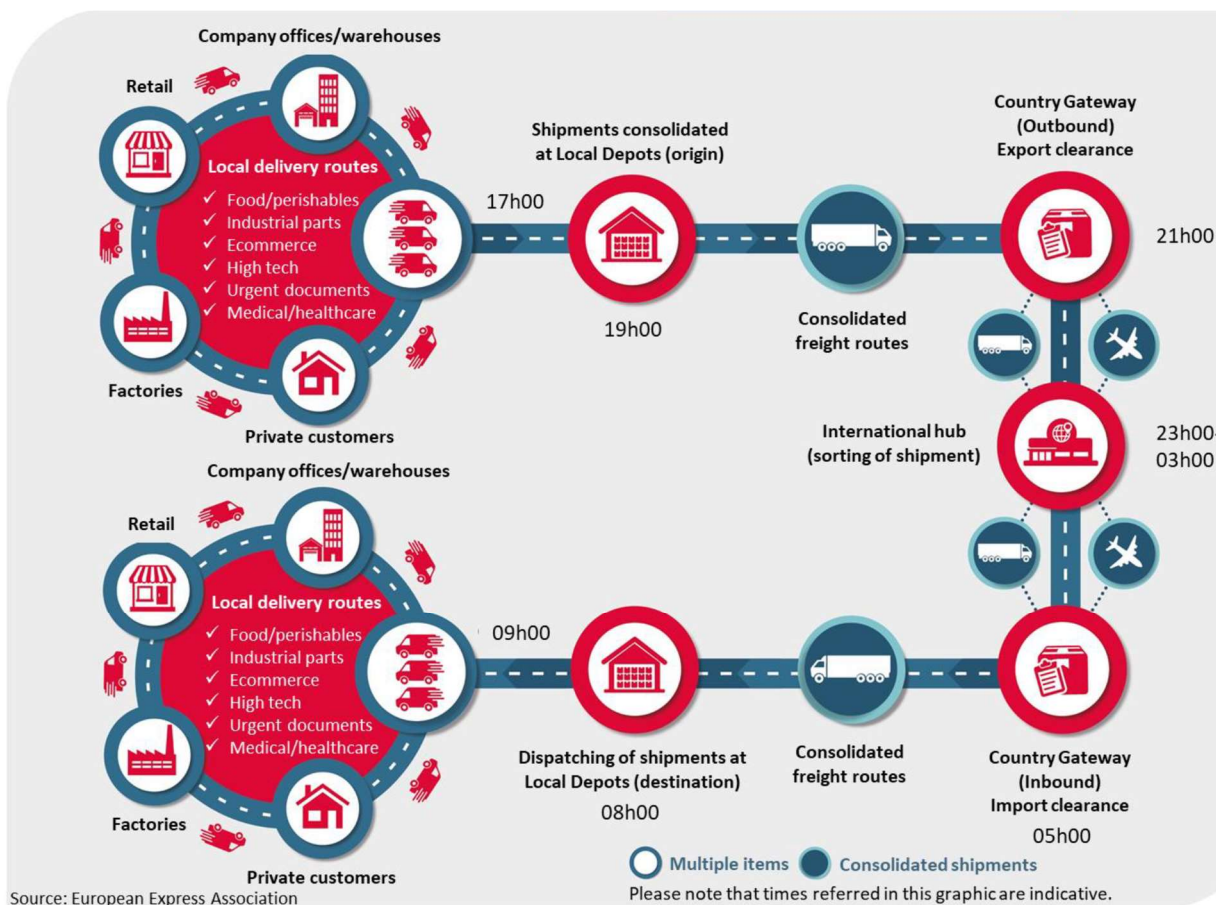 Company offices/warehouses
Retail
Local delivery routes
✓ Food/perishables
✓ Industrial parts
✓ Ecommerce
✓ High tech
✓ Urgent documents
✓ Medical/healthcare
Factories
Private customers
17h00
Shipments consolidated
at Local Depots (origin)
19h00
Consolidated
freight routes
Country Gateway
(Outbound)
Export clearance
21h00
International hub
(sorting of shipment)
23h00-
03h00
Company offices/warehouses
Retail
Local delivery routes
✓ Food/perishables
✓ Industrial parts
✓ Ecommerce
✓ High tech
✓ Urgent documents
✓ Medical/healthcare
Factories
Private customers
09h00
Dispatching of shipments at
Local Depots (destination)
08h00
Consolidated
freight routes
Country Gateway
(Inbound)
Import clearance
05h00
Multiple items
Consolidated shipments
Please note that times referred in this graphic are indicative.
Source: European Express Association